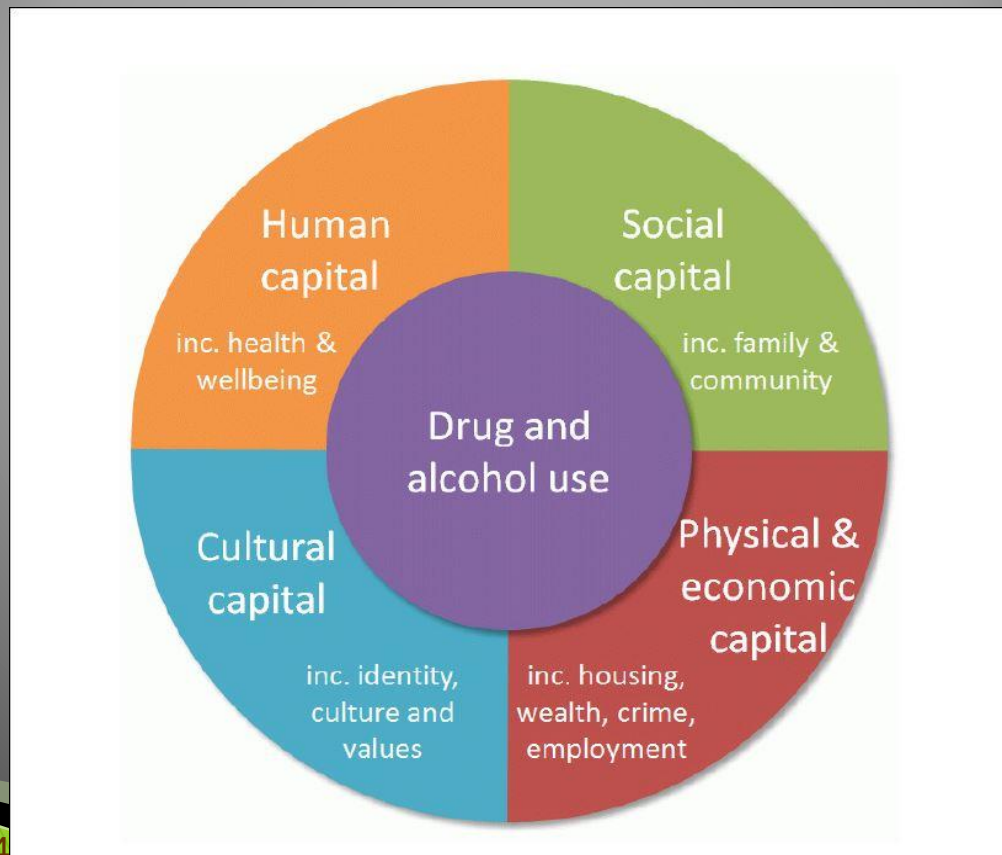 Human
capital
inc. health &
wellbeing
Social
capital
inc. family &
community
Drug and
alcohol use
Cultural
capital
inc. identity,
culture and
values
Physical &
economic
capital
inc. housing,
wealth, crime,
employment